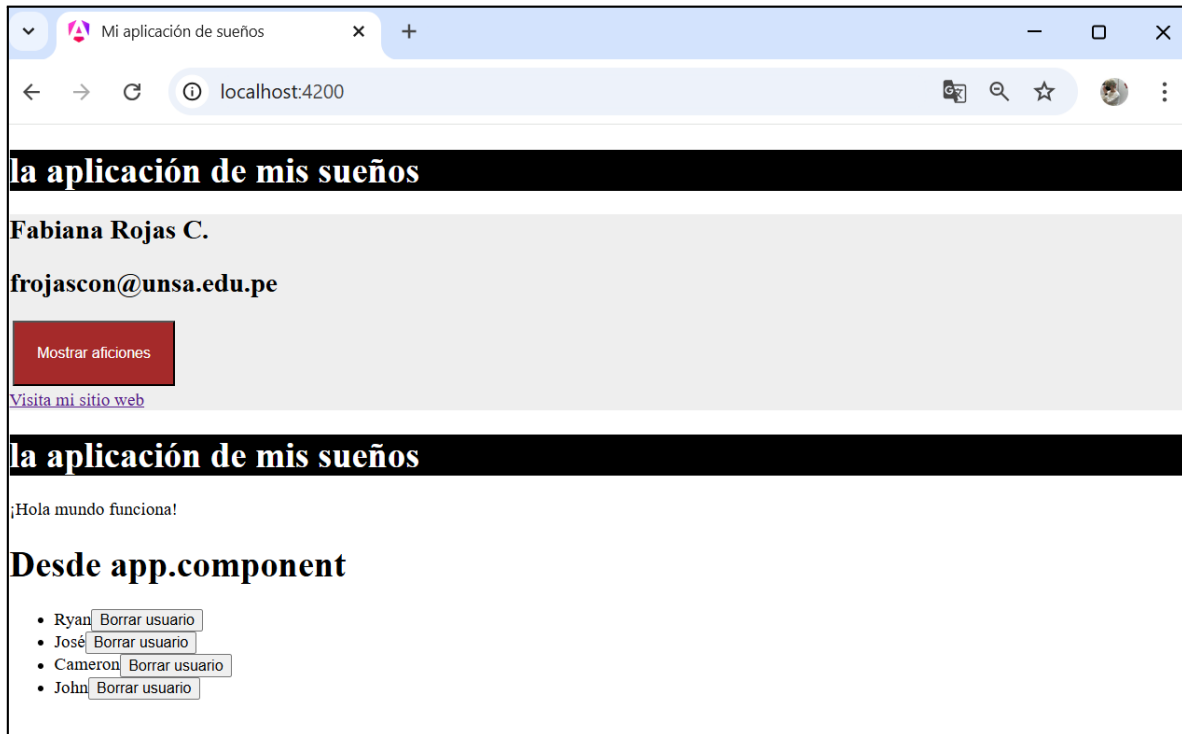 Mi aplicación de sueños
localhost:4200
la aplicación de mis sueños
Fabiana Rojas C.
frojascon@unsa.edu.pe
Mostrar aficiones
Visita mi sitio web
la aplicación de mis sueños
¡Hola mundo funciona!
Desde app.component
Ryan Borrar usuario
José Borrar usuario
Cameron Borrar usuario
John Borrar usuario